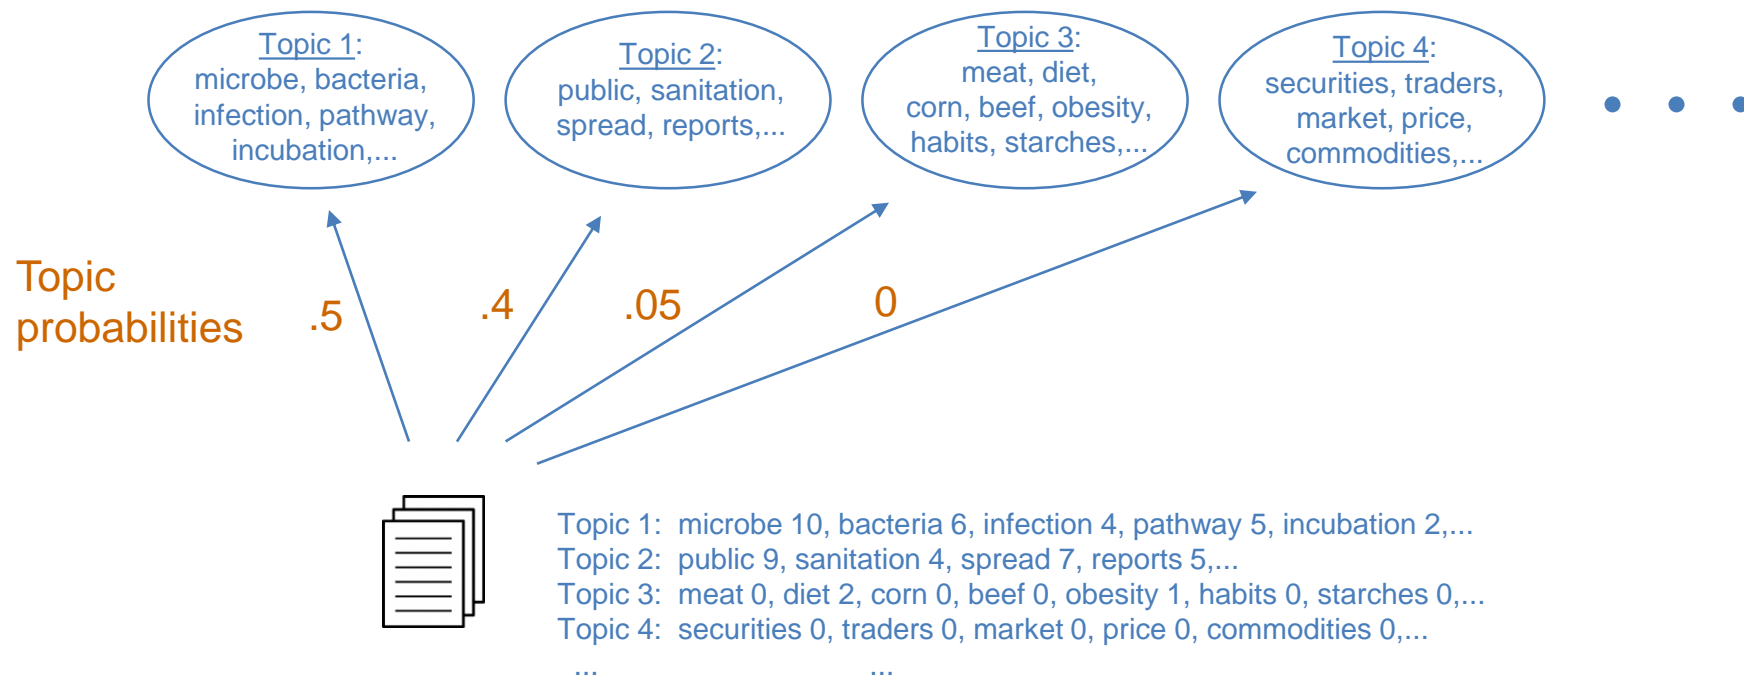 Topic 1:
microbe, bacteria,
infection, pathway,
incubation,...
Topic 2:
public, sanitation,
spread, reports,...
Topic 3:
meat, diet,
corn, beef, obesity,
habits, starches,...
Topic 4:
securities, traders,
market, price,
commodities,...
Topic
probabilities
.5
.4
.05
0
Topic 1: microbe 10, bacteria 6, infection 4, pathway 5, incubation 2,...
Topic 2: public 9, sanitation 4, spread 7, reports 5,...
Topic 3: meat 0, diet 2, corn 0, beef 0, obesity 1, habits 0, starches 0,...
Topic 4: securities 0, traders 0, market 0, price 0, commodities 0,...
... ...